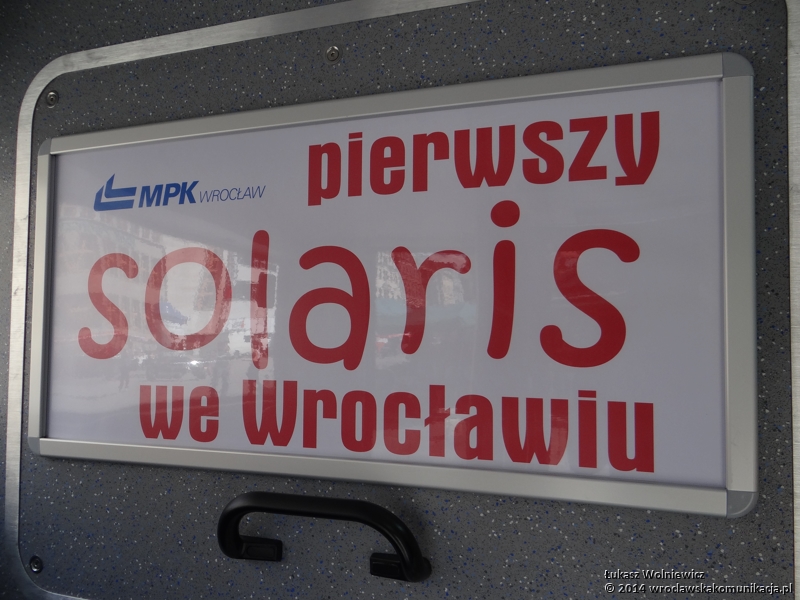 MPK WROCŁAW
pierwszy
solaris
we Wrocławiu
Łukasz Wolniewicz
© 2014 wroclawskakomunikacja.pl